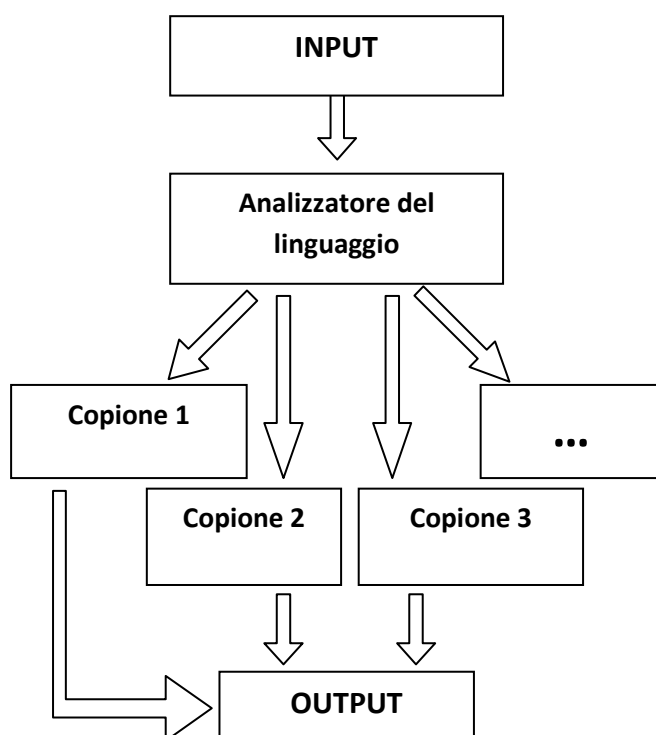 INPUT
Analizzatore del
linguaggio
Copione 1
...
Copione 2
Copione 3
OUTPUT